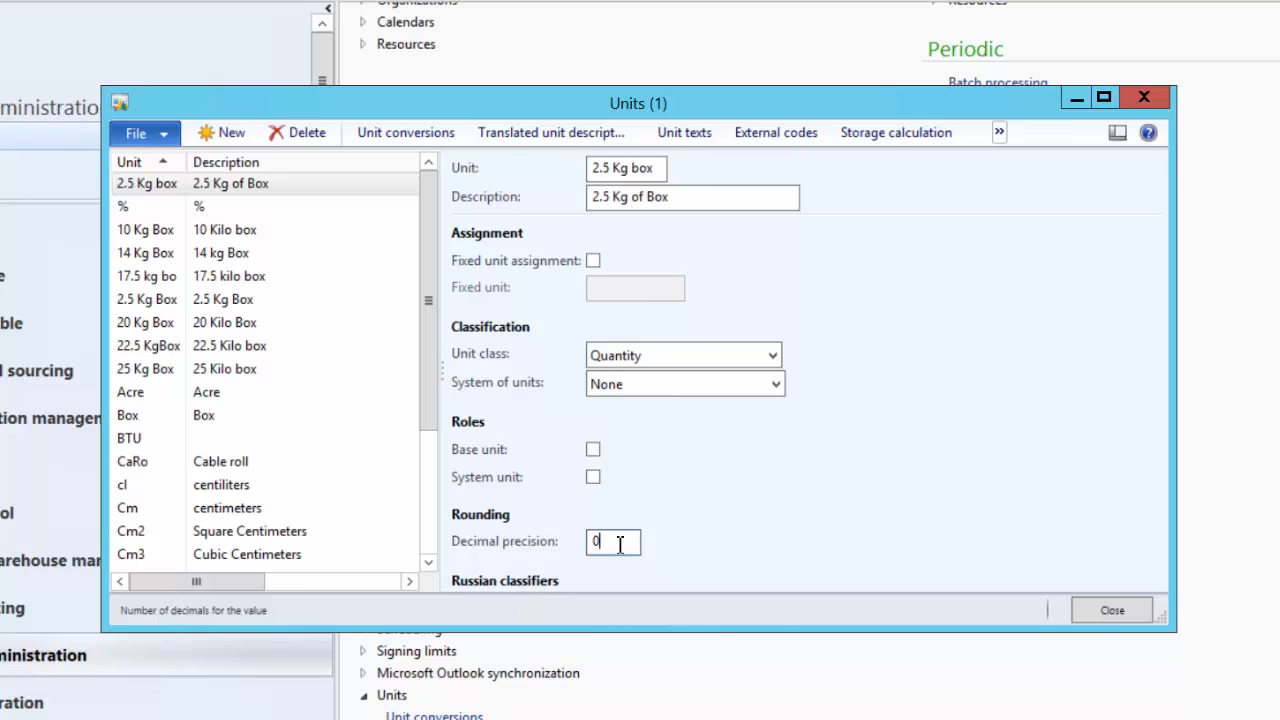 Calendars
Resources
Periodic
Batch processing
ministratio
Units (1)
File New Delete Unit conversions Translated unit descript... Unit texts External codes Storage calculation »
Unit Description
2.5 Kg box 2.5 Kg of Box
% %
10 Kg Box 10 Kilo box
14 Kg Box 14 kg Box
17.5 kg bo 17.5 kilo box
2.5 Kg Box 2.5 Kg Box
20 Kg Box 20 Kilo Box
22.5 KgBox 22.5 Kilo box
25 Kg Box 25 Kilo box
Acre Acre
Box Box
BTU
CaRo Cable roll
cl centiliters
Cm centimeters
Cm2 Square Centimeters
Cm3 Cubic Centimeters
Unit: 2.5 Kg box
Description: 2.5 Kg of Box
Assignment
Fixed unit assignment:
Fixed unit:
Classification
Unit class: Quantity
System of units: None
Roles
Base unit:
System unit:
Rounding
Decimal precision: 0
Russian classifiers
Number of decimals for the value
Close
e
ble
l sourcing
tion managen
ol
arehouse mar
ting
ministration
ration
Signing limits
Microsoft Outlook synchronization
Units
Unit conversions